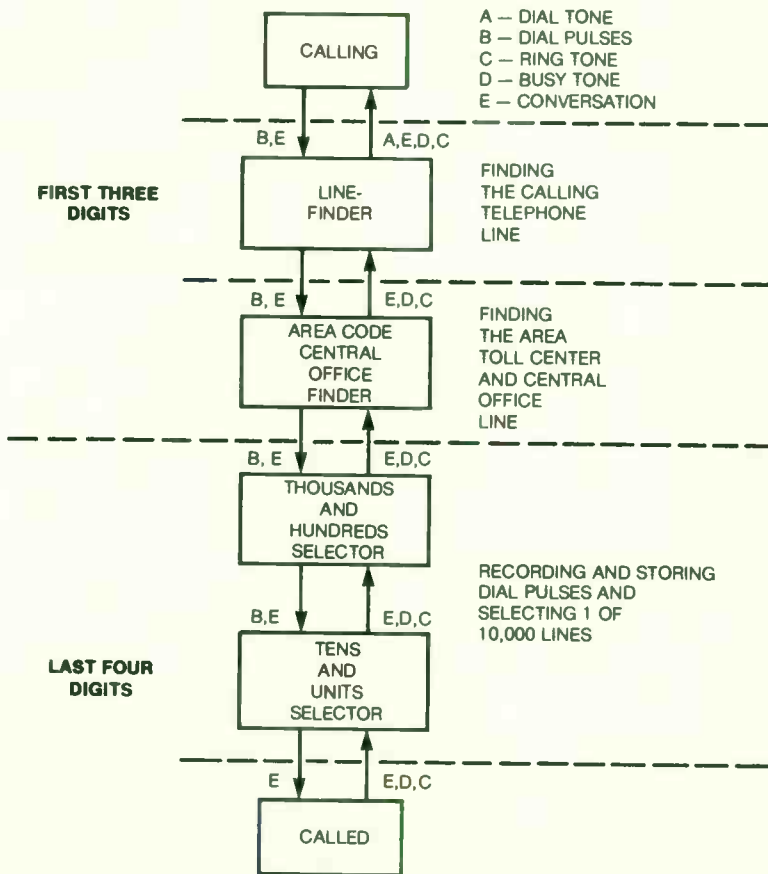 CALLING
A — DIAL TONE
B — DIAL PULSES
C — RING TONE
D — BUSY TONE
E — CONVERSATION
B,E
A,E,D,C
FIRST THREE
DIGITS
LINE-
FINDER
FINDING
THE CALLING
TELEPHONE
LINE
B, E
E,D,C
AREA CODE
CENTRAL
OFFICE
FINDER
FINDING
THE AREA
TOLL CENTER
AND CENTRAL
OFFICE
LINE
B, E
E,D,C
THOUSANDS
AND
HUNDREDS
SELECTOR
RECORDING AND STORING
DIAL PULSES AND
SELECTING 1 OF
10,000 LINES
B,E
E,D,C
LAST FOUR
DIGITS
TENS
AND
UNITS
SELECTOR
E
E,D,C
CALLED